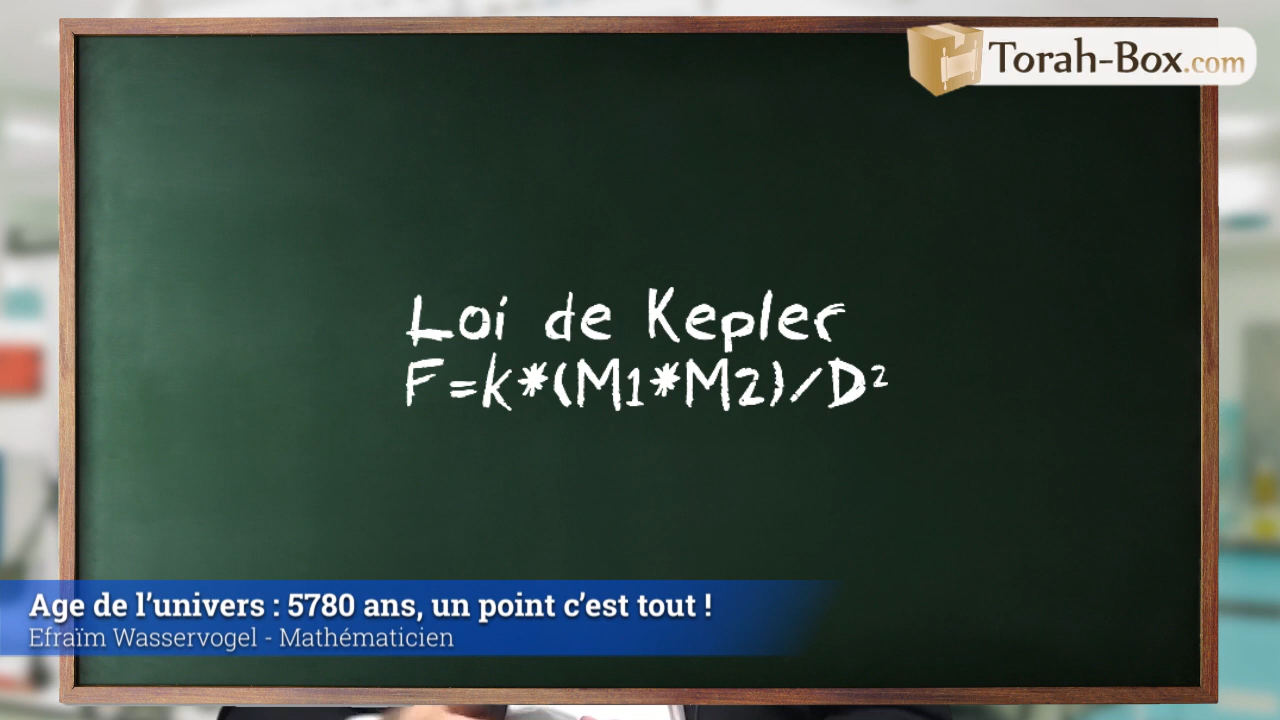 Torah-Box.com
Loi de Kepler
F=k*(M1*M2)/D²
Age de l’univers : 5780 ans, un point c’est tout !
Efraïm Wasservogel - Mathématicien